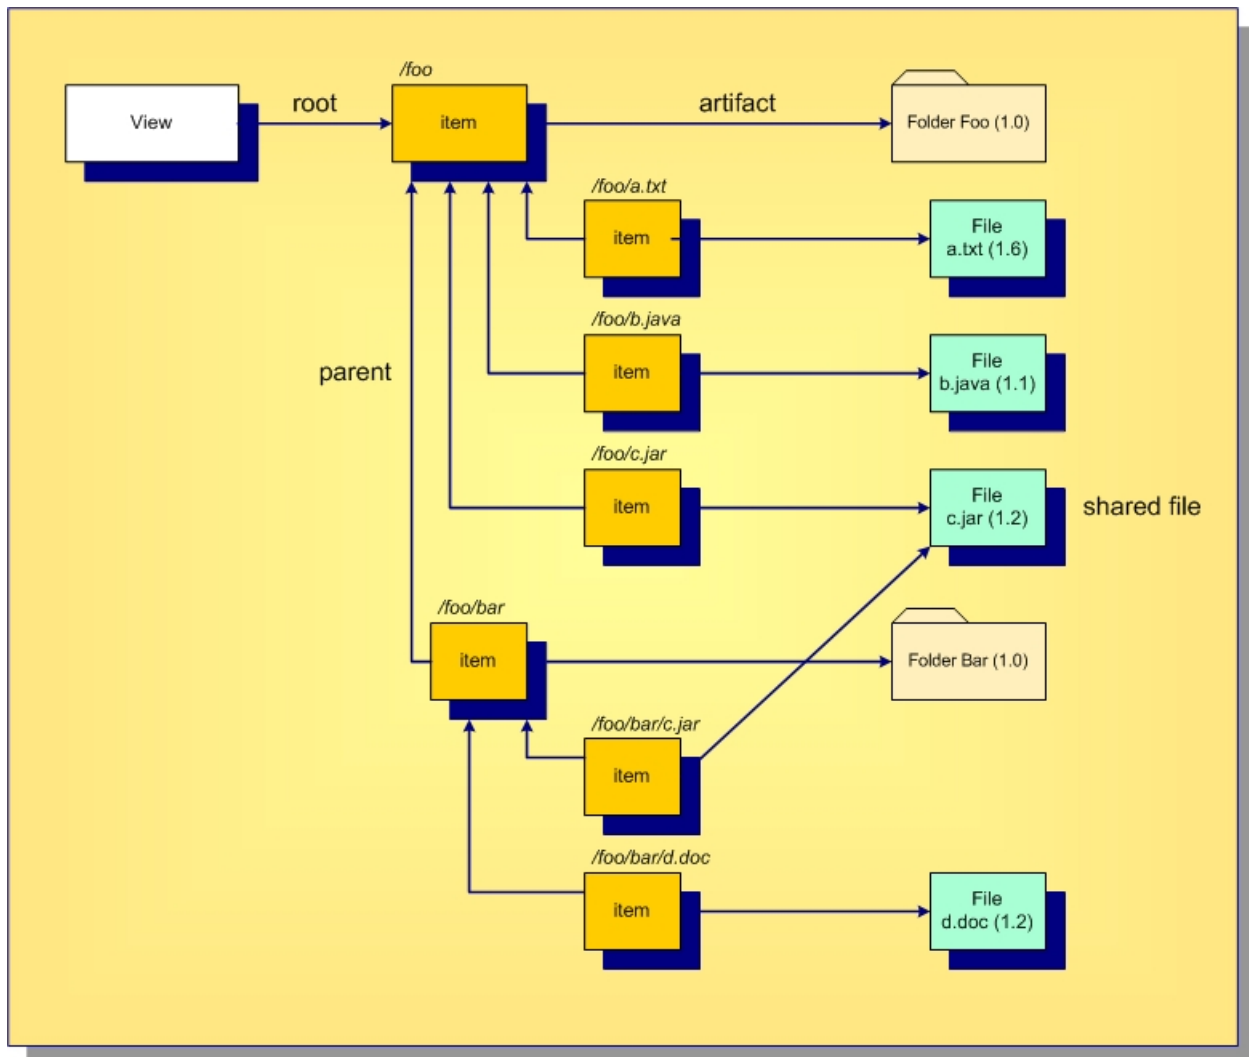 /foo
View
root
item
artifact
Folder Foo (1.0)
/foo/a.txt
item
File
a.txt (1.6)
/foo/b.java
item
File
b.java (1.1)
parent
/foo/c.jar
item
File
c.jar (1.2)
shared file
/foo/bar
item
Folder Bar (1.0)
/foo/bar/c.jar
item
/foo/bar/d.doc
item
File
d.doc (1.2)